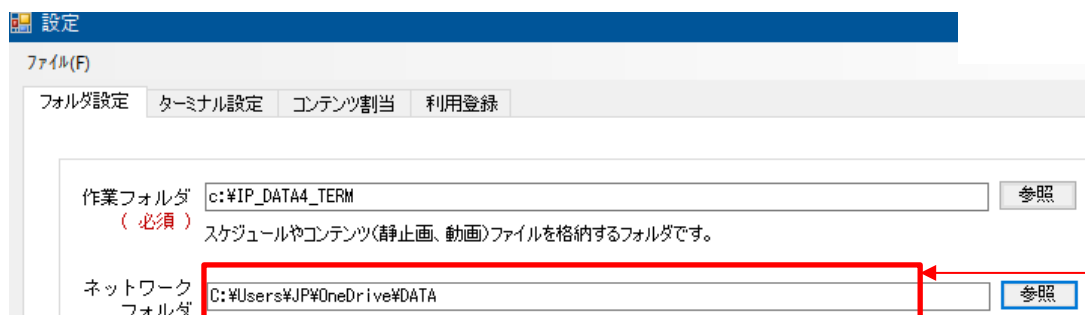 設定
ファイル(F)
フォルダ設定 ターミナル設定 コンテンツ割当 利用登録
作業フォルダ c:¥IP_DATA4_TERM 参照
( 必須 )
スケジュールやコンテンツ(静止画、動画)ファイルを格納するフォルダです。
ネットワーク C:¥Users¥JP¥OneDrive¥DATA 参照
フォルダ